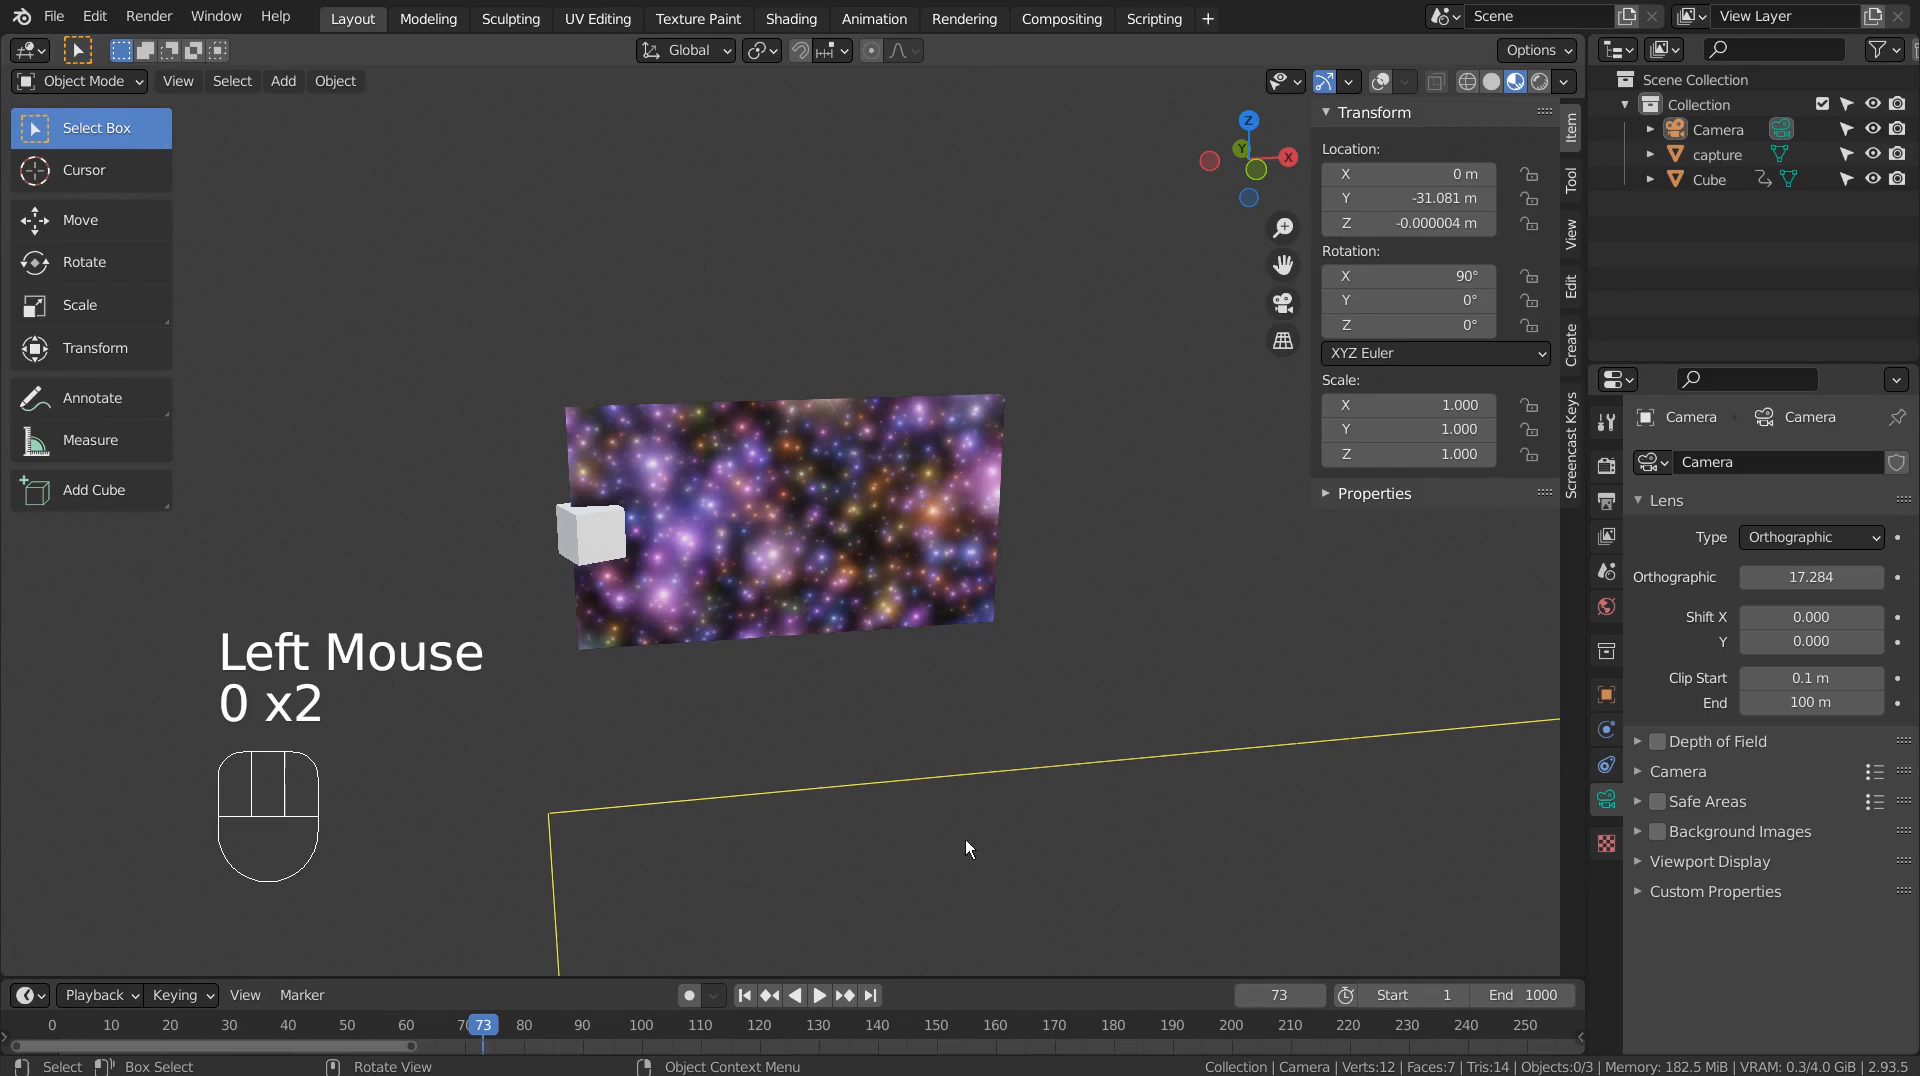 File Edit Render Window Help Layout Modeling Sculpting UV Editing Texture Paint Shading Animation Rendering Compositing Scripting + Scene View Layer
Global Options
Object Mode View Select Add Object
Select Box
Cursor
Move
Rotate
Scale
Transform
Annotate
Measure
Add Cube
Z
Y
X
Transform
Location:
X 0 m
Y -31.081 m
Z -0.000004 m
Rotation:
X 90°
Y 0°
Z 0°
XYZ Euler
Scale:
X 1.000
Y 1.000
Z 1.000
Properties
Item
Tool
View
Edit
Create
Screencast Keys
Scene Collection
Collection
Camera
capture
Cube
Camera Camera
Camera
Lens
Type Orthographic
Orthographic 17.284
Shift X 0.000
Y 0.000
Clip Start 0.1 m
End 100 m
Depth of Field
Camera
Safe Areas
Background Images
Viewport Display
Custom Properties
Left Mouse
0 x2
Playback Keying View Marker 73 Start 1 End 1000
0 10 20 30 40 50 60 73 80 90 100 110 120 130 140 150 160 170 180 190 200 210 220 230 240 250
Select Box Select Rotate View Object Context Menu Collection | Camera | Verts:12 | Faces:7 | Tris:14 | Objects:0/3 | Memory: 182.5 MiB | VRAM: 0.3/4.0 GiB | 2.93.5